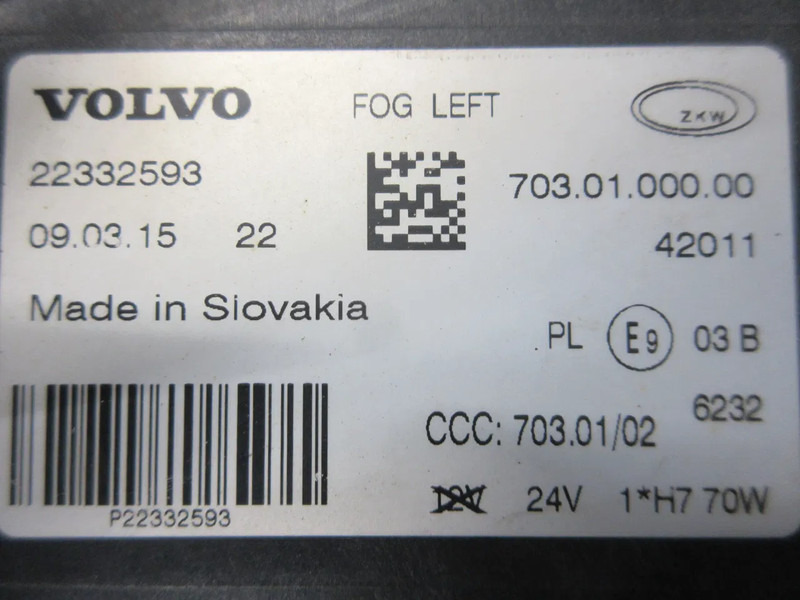 VOLVO FOG LEFT ZKW
22332593 703.01.000.00
09.03.15 22 42011
Made in Slovakia
PL E9 03 B
6232
CCC: 703.01/02
12V 24V 1*H7 70W
P22332593